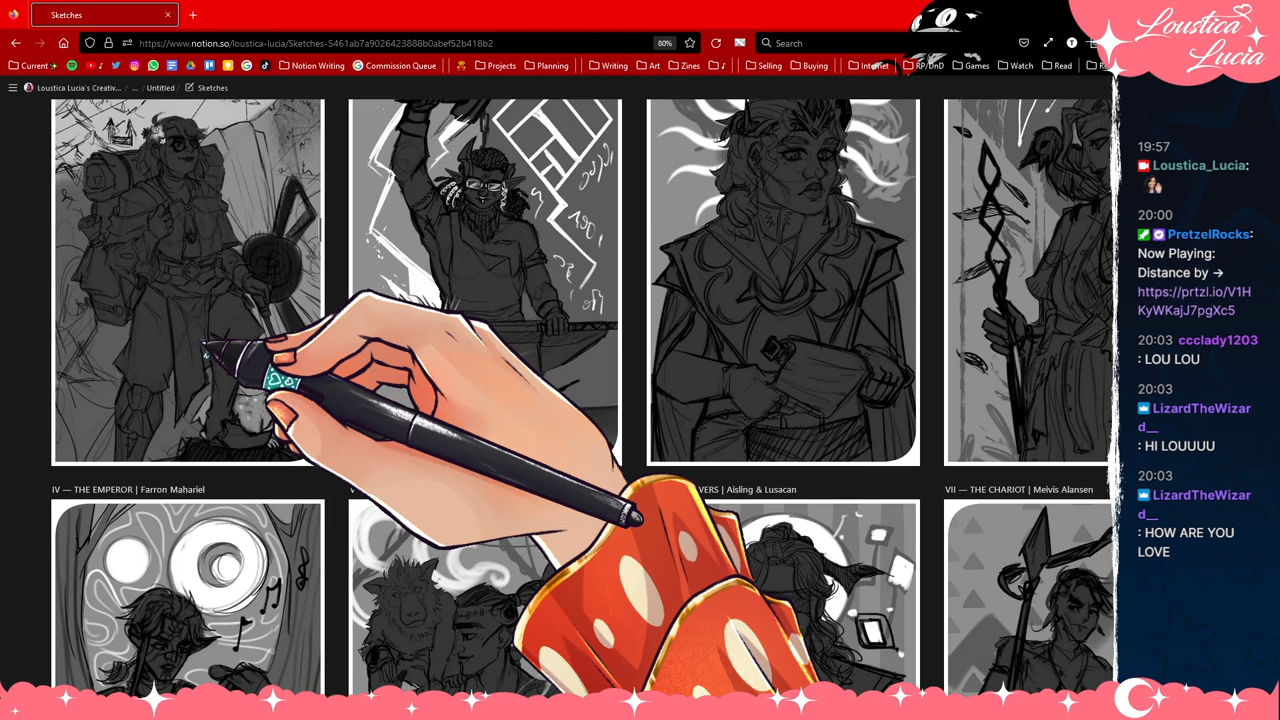 Sketches
https://www.notion.so/loustica-lucia/Sketches-5461ab7a9026423888b0abef52b418b2
80%
Search
Current
Notion Writing
Commission Queue
Projects
Planning
Writing
Art
Zines
Selling
Buying
Internet
RP/DnD
Games
Watch
Read
Loustica Lucia's Creativ... / ... / Untitled / Sketches
Loustica
Lucia
19:57
Loustica_Lucia:
20:00
PretzelRocks:
Now Playing:
Distance by →
https://prtzl.io/V1H
KyWKajJ7pgXc5
20:03 ccclady1203
: LOU LOU
20:03
LizardTheWizar
d__
: HI LOUUUU
20:03
LizardTheWizar
d__
: HOW ARE YOU
LOVE
IV — THE EMPEROR | Farron Mahariel
VERS | Aisling & Lusacan
VII — THE CHARIOT | Meivis Alansen